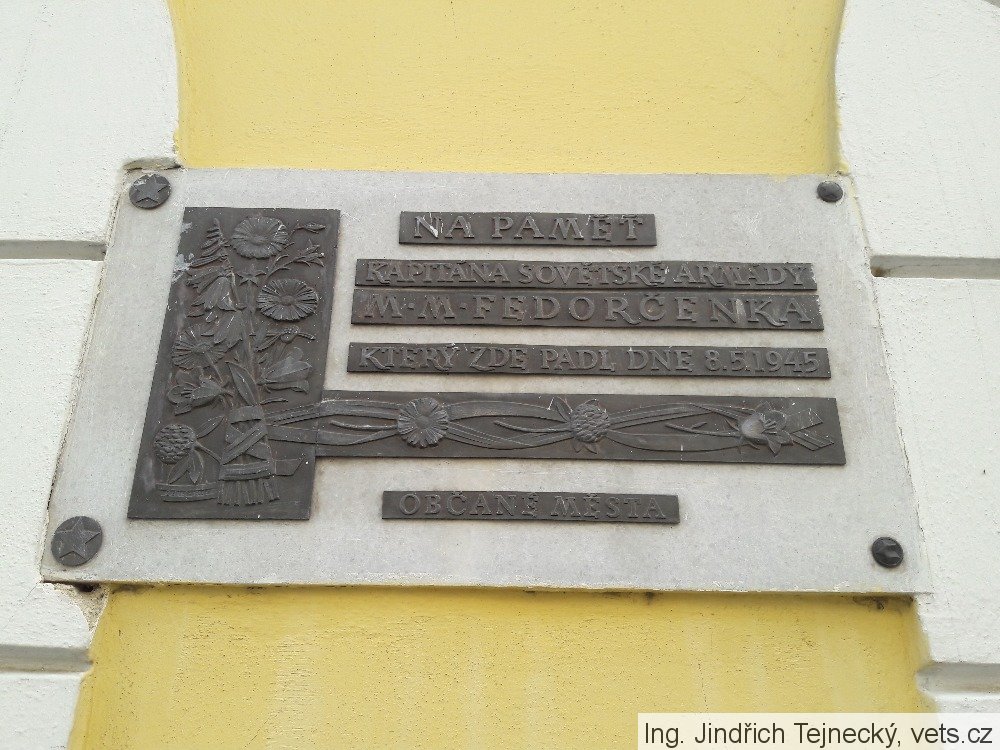 NA PAMĚŤ
KAPITÁNA SOVĚTSKÉ ARMÁDY
M·M·FEDORČENKA
KTERÝ ZDE PADL DNE 8.5.1945
OBČANÉ MĚSTA
Ing. Jindřich Tejnecký, vets.cz